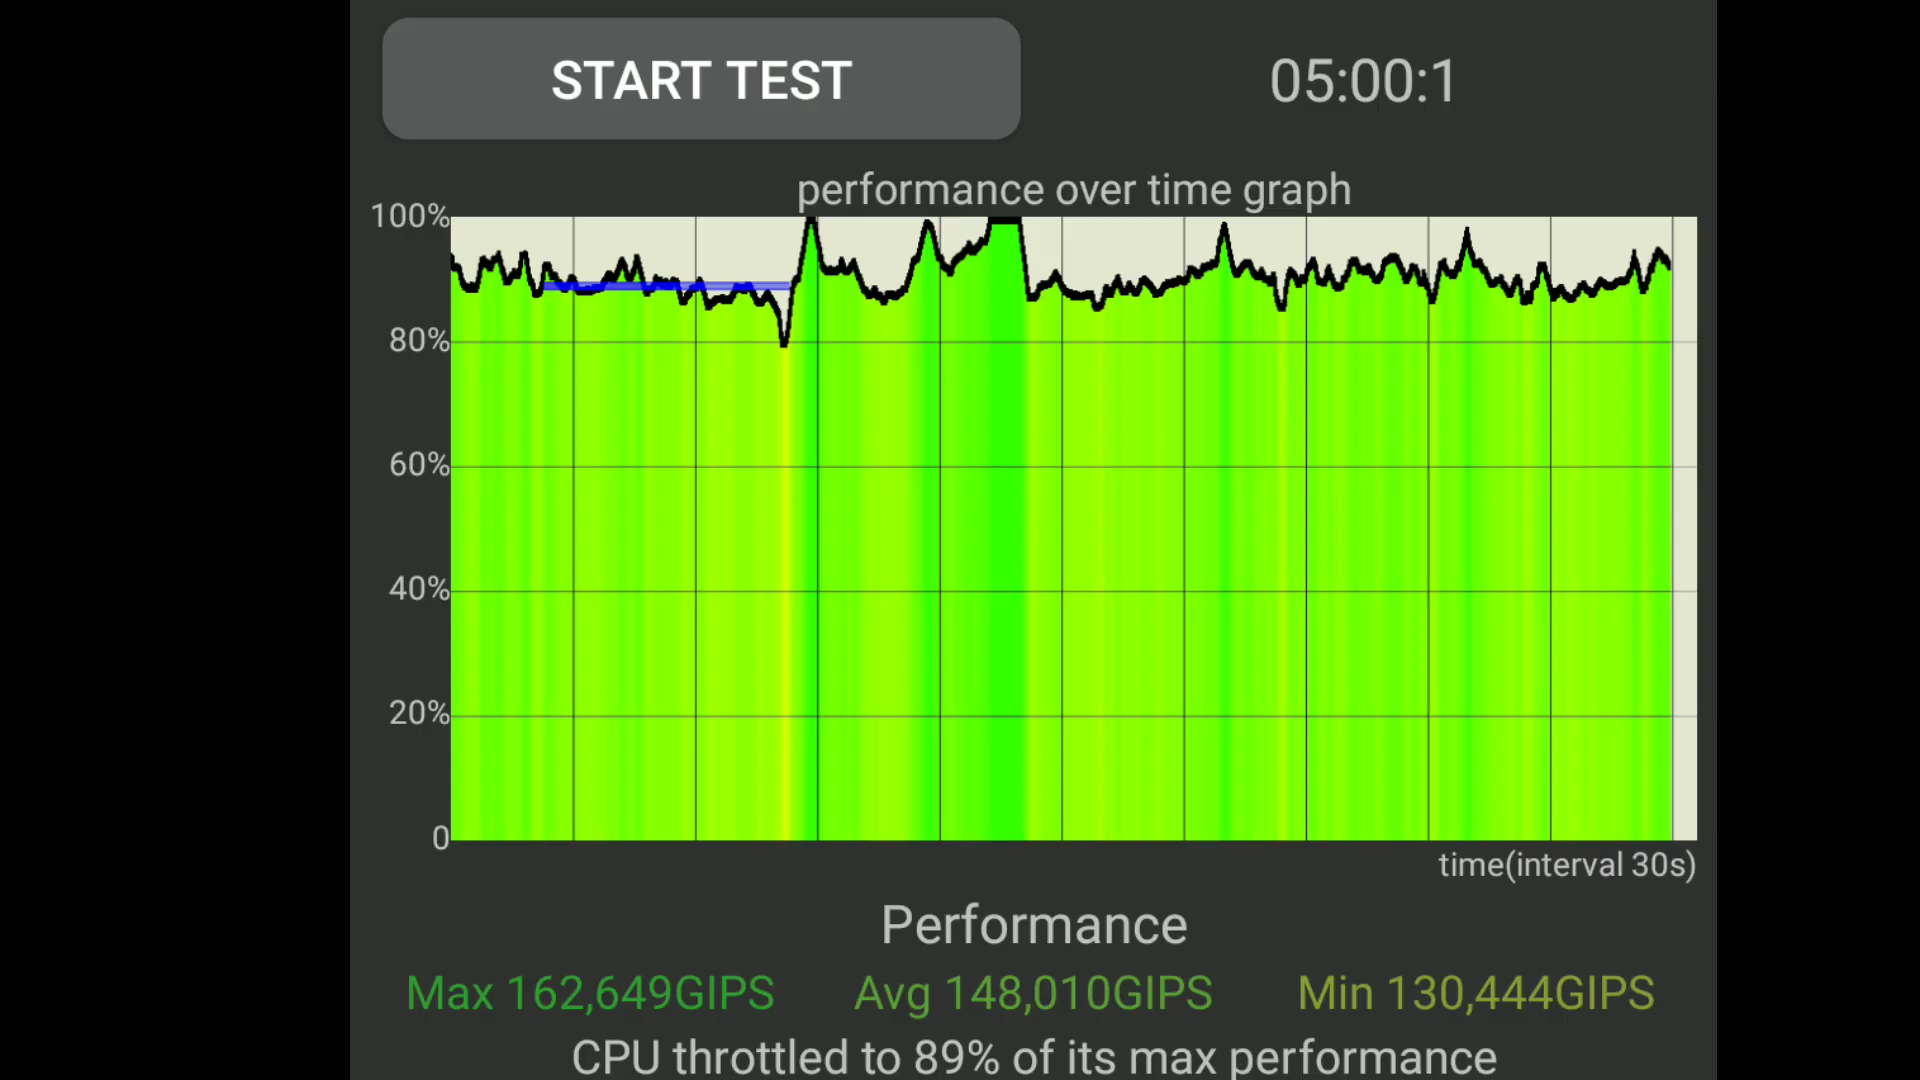 START TEST
05:00:1
performance over time graph
100%
80%
60%
40%
20%
0
time(interval 30s)
Performance
Max 162,649GIPS Avg 148,010GIPS Min 130,444GIPS
CPU throttled to 89% of its max performance